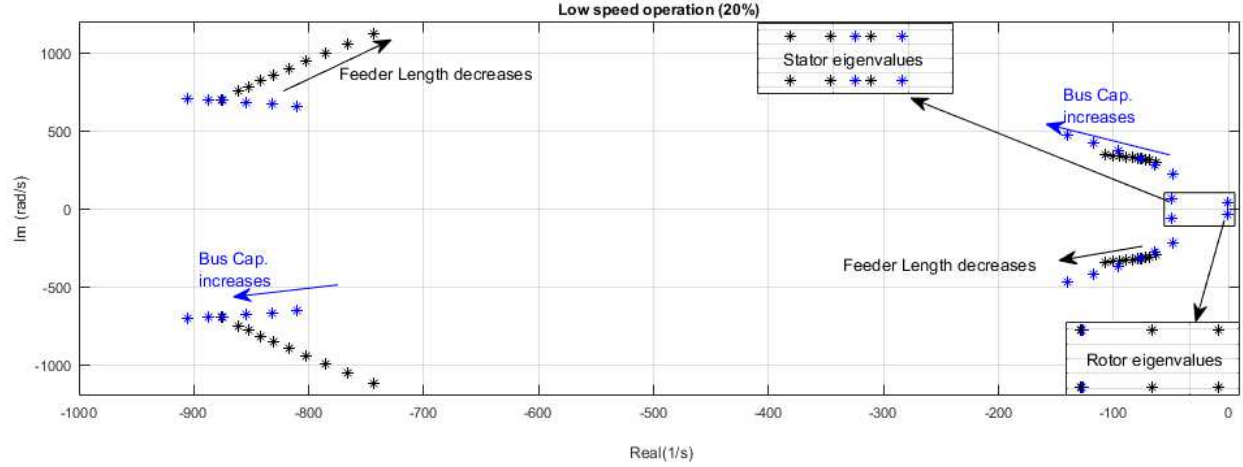 Low speed operation (20%)
1000
500
0
-500
-1000
Im (rad/s)
Feeder Length decreases
Stator eigenvalues
Bus Cap.
increases
Bus Cap.
increases
Feeder Length decreases
Rotor eigenvalues
-1000
-900
-800
-700
-600
-500
-400
-300
-200
-100
0
Real(1/s)